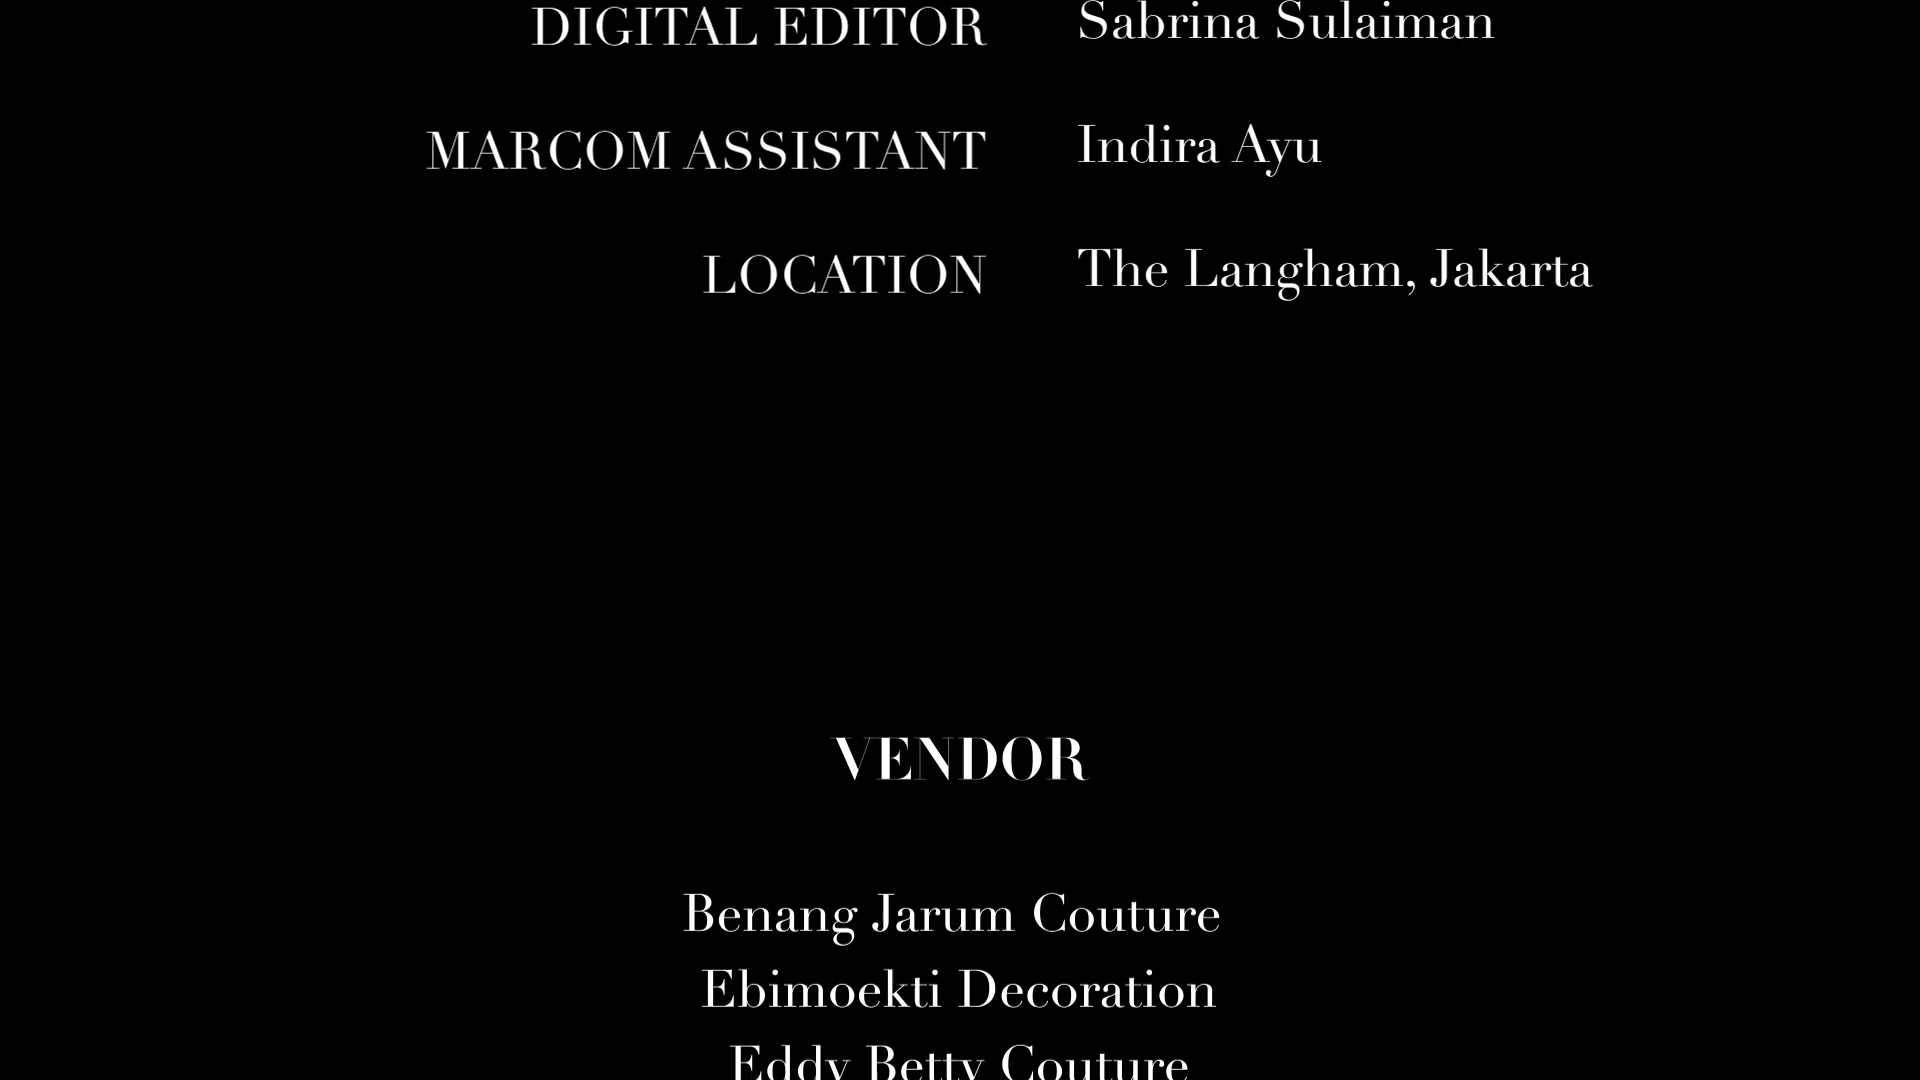 DIGITAL EDITOR Sabrina Sulaiman
MARCOM ASSISTANT Indira Ayu
LOCATION The Langham, Jakarta
VENDOR
Benang Jarum Couture
Ebimoekti Decoration
Eddy Betty Couture